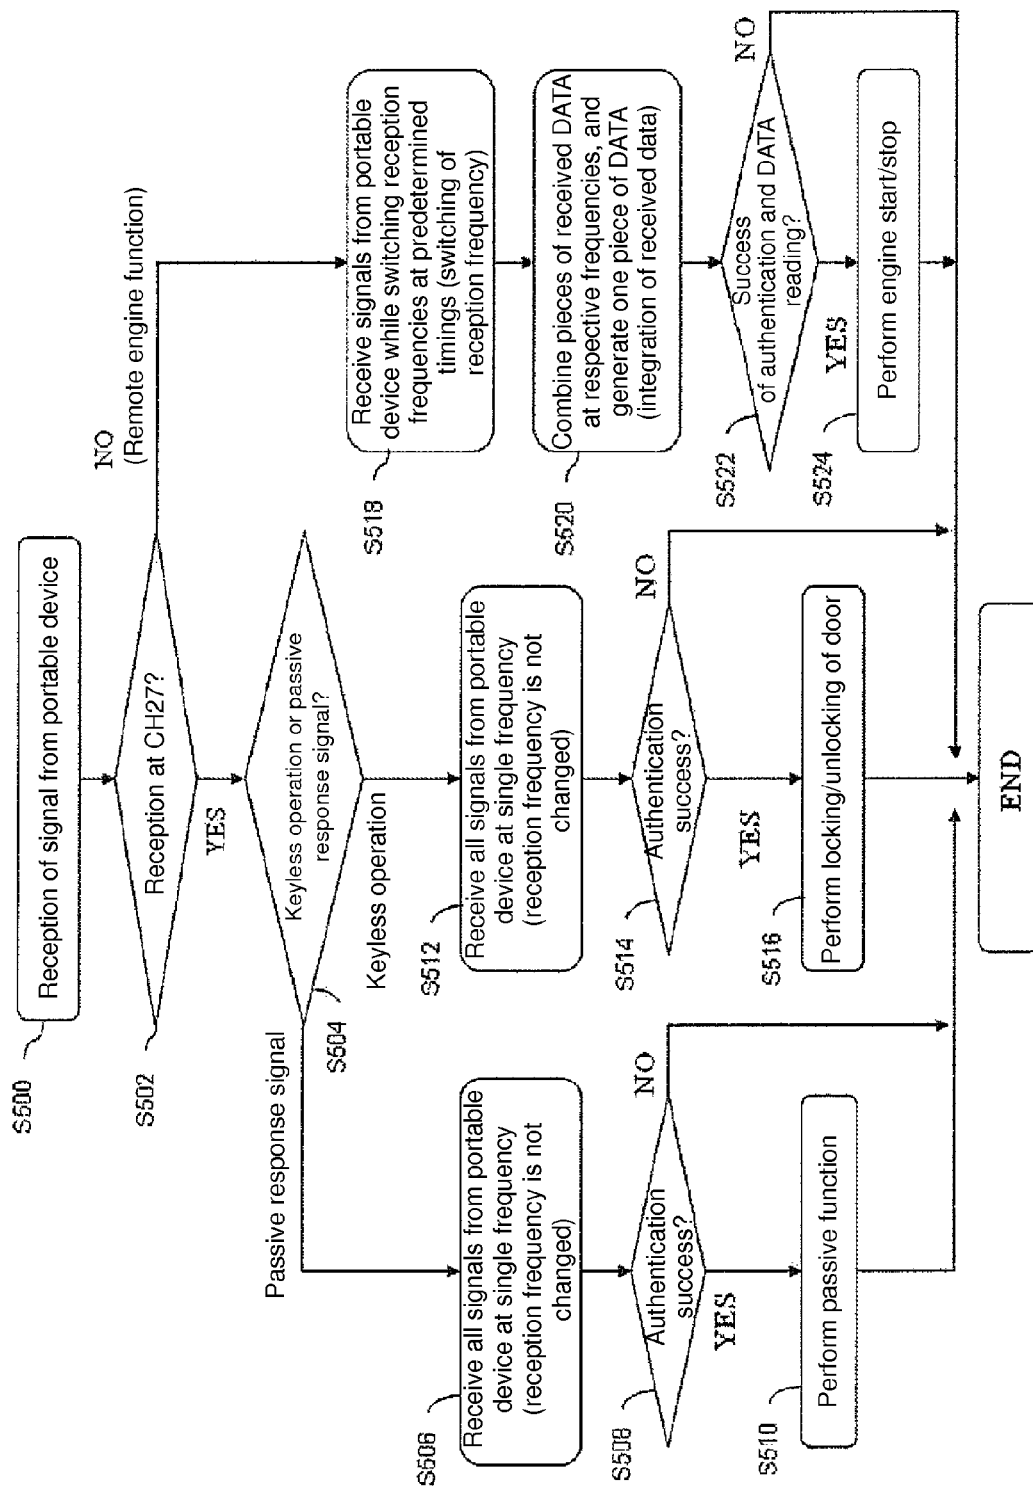 S500
Reception of signal from portable device
S502
Reception at CH27?
NO
(Remote engine function)
YES
S504
Keyless operation or passive
response signal?
Passive response signal
Keyless operation
S506
Receive all signals from portable
device at single frequency
(reception frequency is not
changed)
S508
Authentication
success?
NO
YES
S510
Perform passive function
S512
Receive all signals from portable
device at single frequency
(reception frequency is not
changed)
S514
Authentication
success?
NO
YES
S516
Perform locking/unlocking of door
S518
Receive signals from portable
device while switching reception
frequencies at predetermined
timings (switching of
reception frequency)
S520
Combine pieces of received DATA
at respective frequencies, and
generate one piece of DATA
(integration of received data)
S522
Success
of authentication and DATA
reading?
NO
YES
S524
Perform engine start/stop
END